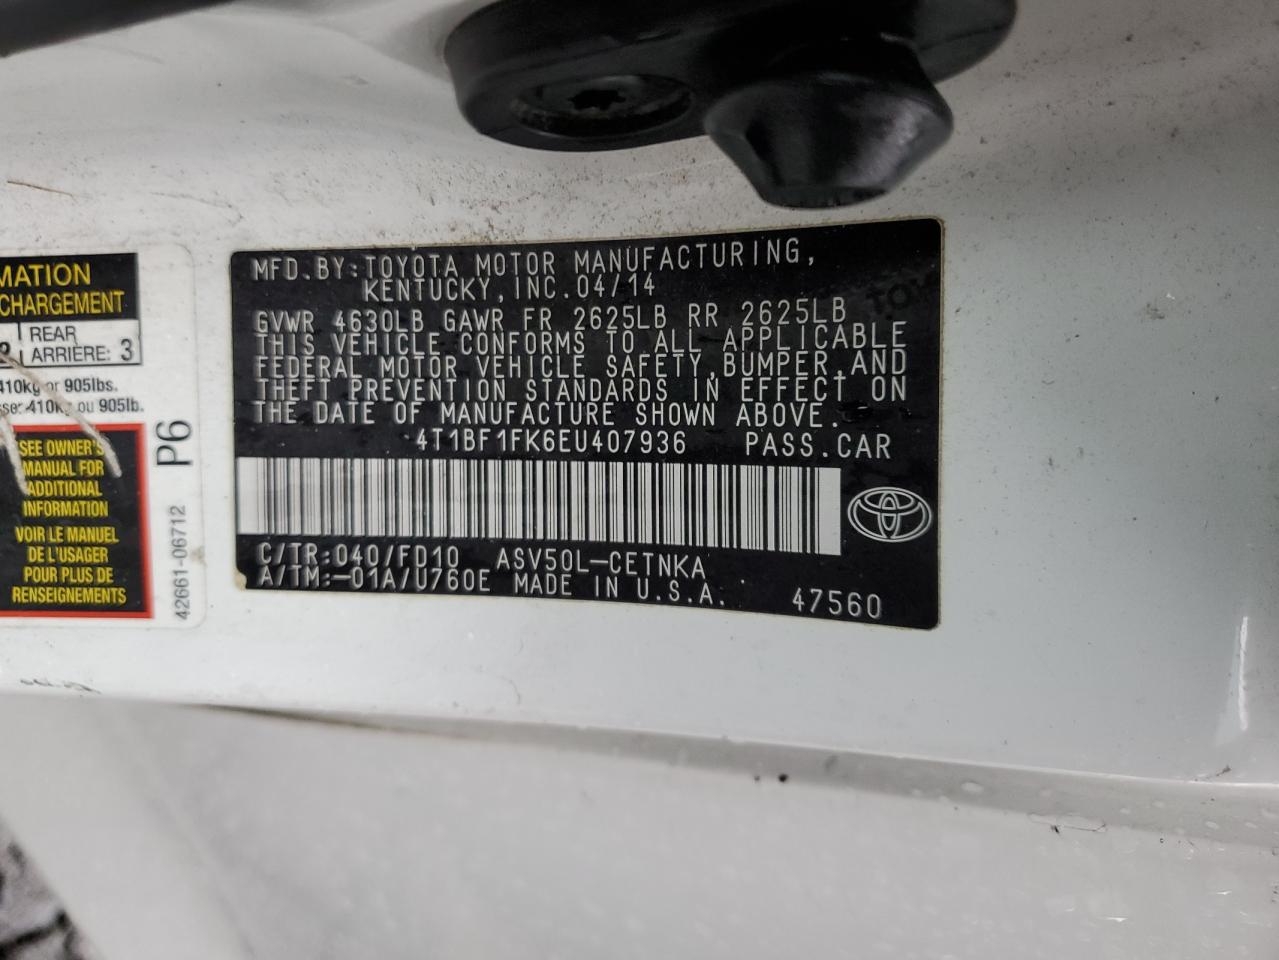 MATION
CHARGEMENT
REAR
ARRIERE: 3
410kg or 905lbs.
410kg ou 905lb.
SEE OWNER'S
MANUAL FOR
ADDITIONAL
INFORMATION
VOIR LE MANUEL
DE L'USAGER
POUR PLUS DE
RENSEIGNEMENTS
P6
42661-06712
MFD.BY:TOYOTA MOTOR MANUFACTURING,
KENTUCKY,INC.04/14
GVWR 4630LB GAWR FR 2625LB RR 2625LB
THIS VEHICLE CONFORMS TO ALL APPLICABLE
FEDERAL MOTOR VEHICLE SAFETY,BUMPER,AND
THEFT PREVENTION STANDARDS IN EFFECT ON
THE DATE OF MANUFACTURE SHOWN ABOVE.
4T1BF1FK6EU407936 PASS.CAR
C/TR:040/FD10 ASV50L-CETNKA
A/TM:-01A/U760E MADE IN U.S.A. 47560